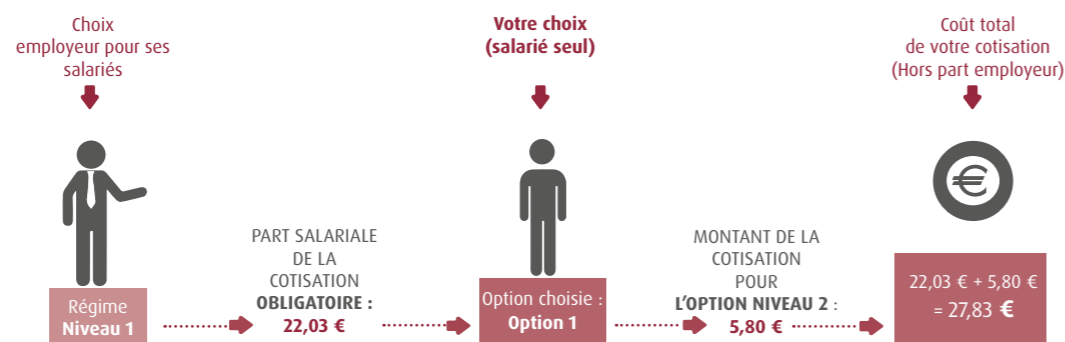 Choix
employeur pour ses
salariés
Votre choix
(salarié seul)
Coût total
de votre cotisation
(Hors part employeur)
Régime
Niveau 1
PART SALARIALE
DE LA
COTISATION
OBLIGATOIRE :
22,03 €
Option choisie :
Option 1
MONTANT DE LA
COTISATION
POUR
L'OPTION NIVEAU 2 :
5,80 €
€
22,03 € + 5,80 €
= 27,83 €